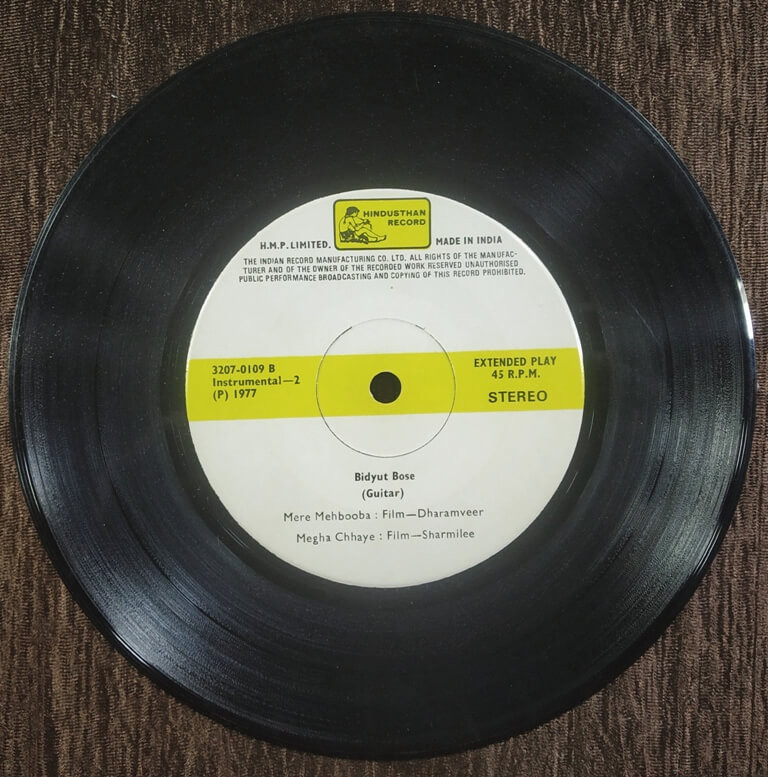 HINDUSTHAN
RECORD
H.M.P. LIMITED. MADE IN INDIA
THE INDIAN RECORD MANUFACTURING CO. LTD. ALL RIGHTS OF THE MANUFAC-
TURER AND OF THE OWNER OF THE RECORDED WORK RESERVED UNAUTHORISED
PUBLIC PERFORMANCE BROADCASTING AND COPYING OF THIS RECORD PROHIBITED.
3207-0109 B
Instrumental—2
(P) 1977
EXTENDED PLAY
45 R.P.M.
STEREO
Bidyut Bose
(Guitar)
Mere Mehbooba : Film—Dharamveer
Megha Chhaye : Film—Sharmilee